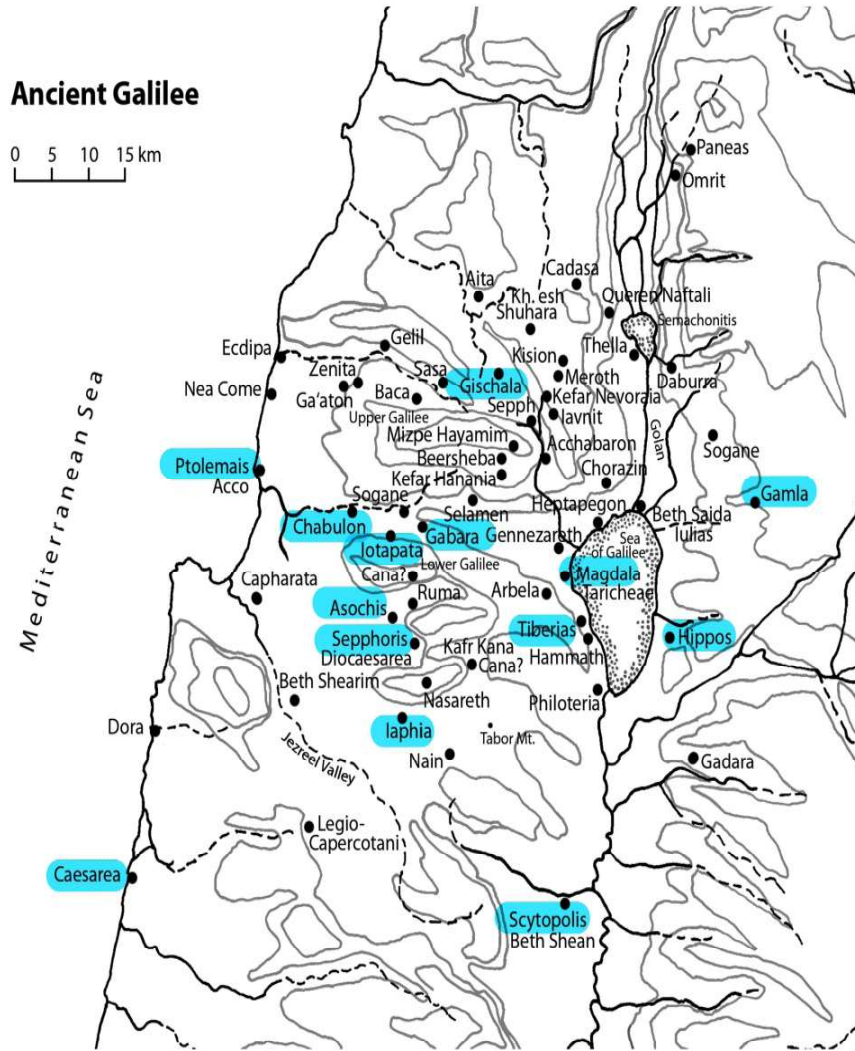 Ancient Galilee
0 5 10 15 km
Paneas
Omrit
Cadasa
Aita
Kh. esh
Shuhara
Queren Naftali
Semachonitis
Gelil
Ecdipa
Thella
Kision
Zenita
Sasa
Gischala
Meroth
Daburra
Nea Come
Ga'aton
Baca
Kefar Nevoraia
Upper Galilee
Sepph
Iavnit
Mizpe Hayamim
Acchabaron
Sogane
Golan
Ptolemais
Acco
Beersheba
Kefar Hanania
Chorazin
Gamla
Sogane
Selamen
Heptapegon
Beth Saida
Iulias
Chabulon
Gabara
Gennezareth
Iotapata
Sea
of Galilee
Lower Galilee
Cana?
Magdala
Taricheae
Capharata
Ruma
Arbela
Asochis
Tiberias
Hippos
Sepphoris
Diocaesarea
Kafr Kana
Cana?
Hammath
Beth Shearim
Nasareth
Philoteria
Mediterranean Sea
Dora
Iaphia
Tabor Mt.
Jezreel Valley
Nain
Gadara
Legio-
Capercotani
Caesarea
Scytopolis
Beth Shean